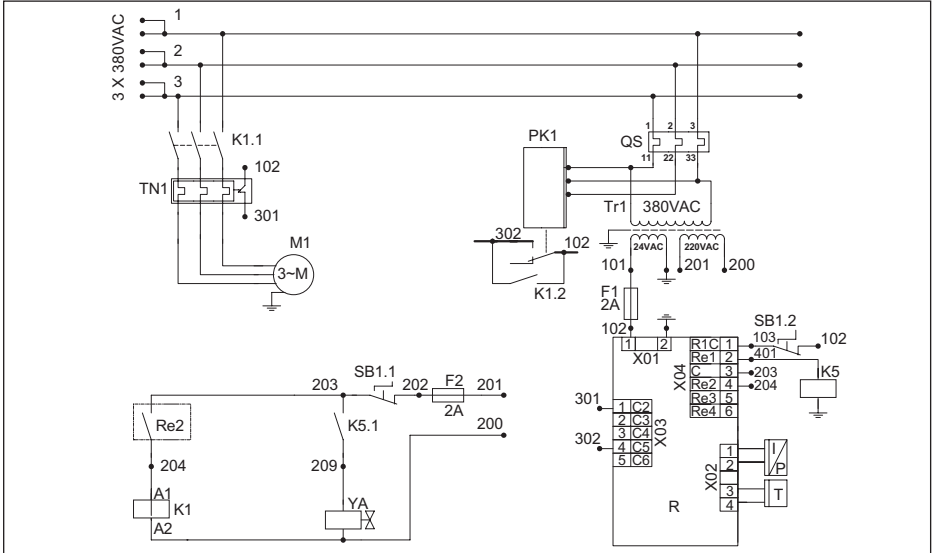 3 X 380VAC
1
2
3
K1.1
102
TN1
301
M1
3~M
PK1
1 2 3
QS
11 22 33
Tr1 380VAC
302
102
K1.2
24VAC 220VAC
101 201 200
F1
2A
102
1 2
X01
SB1.2
103 102
401
203
204
K5
X04
R1C 1
Re1 2
C 3
Re2 4
Re3 5
Re4 6
301
302
1 C2
2 C3
3 C4
4 C5
5 C6
X03
X02
1
2
3
4
I/P
T
R
203 SB1.1 202 F2 201
2A
200
Re2
K5.1
204
209
A1
K1
A2
YA